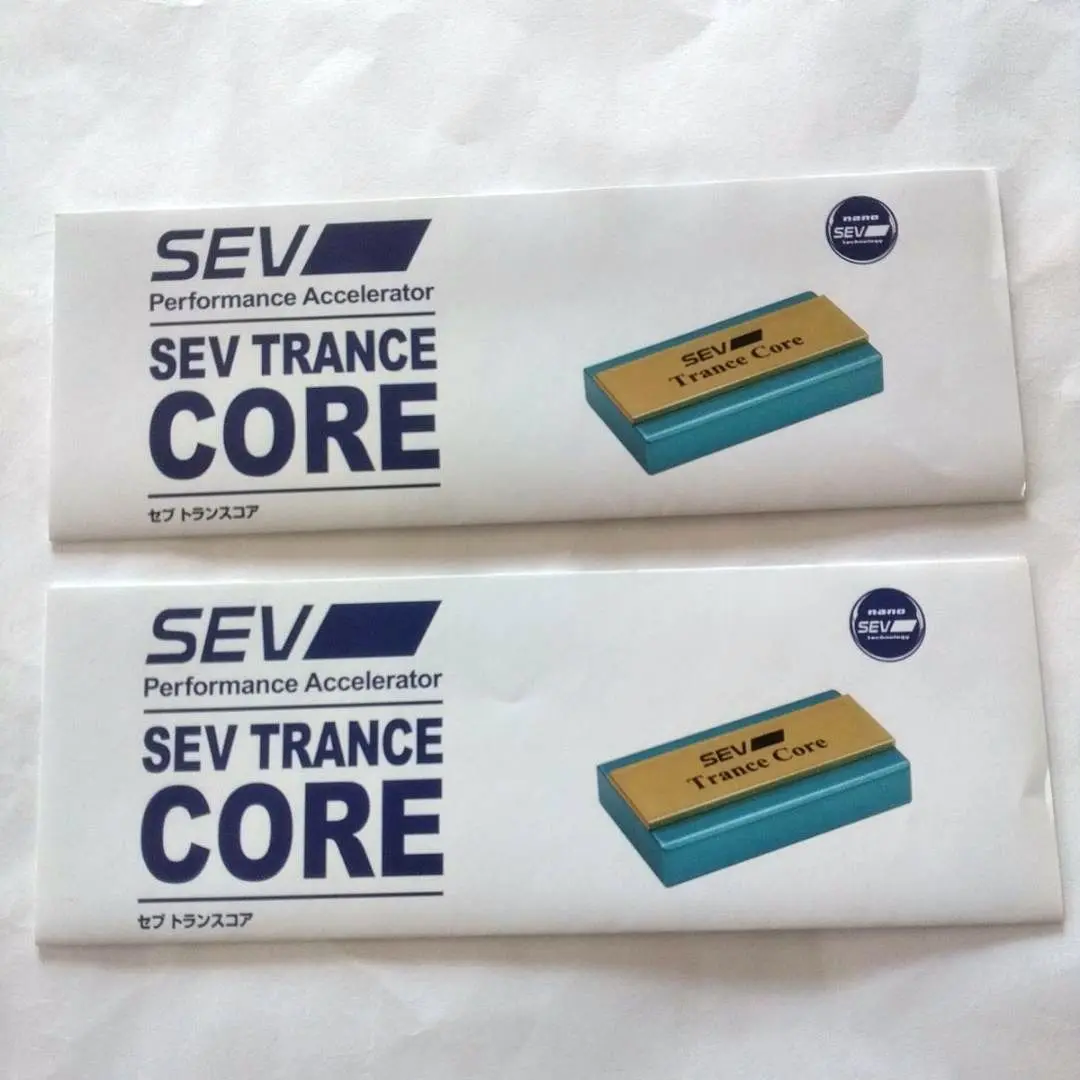 SEV
Performance Accelerator
SEV TRANCE
CORE
セブ トランスコア
nano
SEV
technology
SEV
Trance Core
SEV
Performance Accelerator
SEV TRANCE
CORE
セブ トランスコア
nano
SEV
technology
SEV
Trance Core